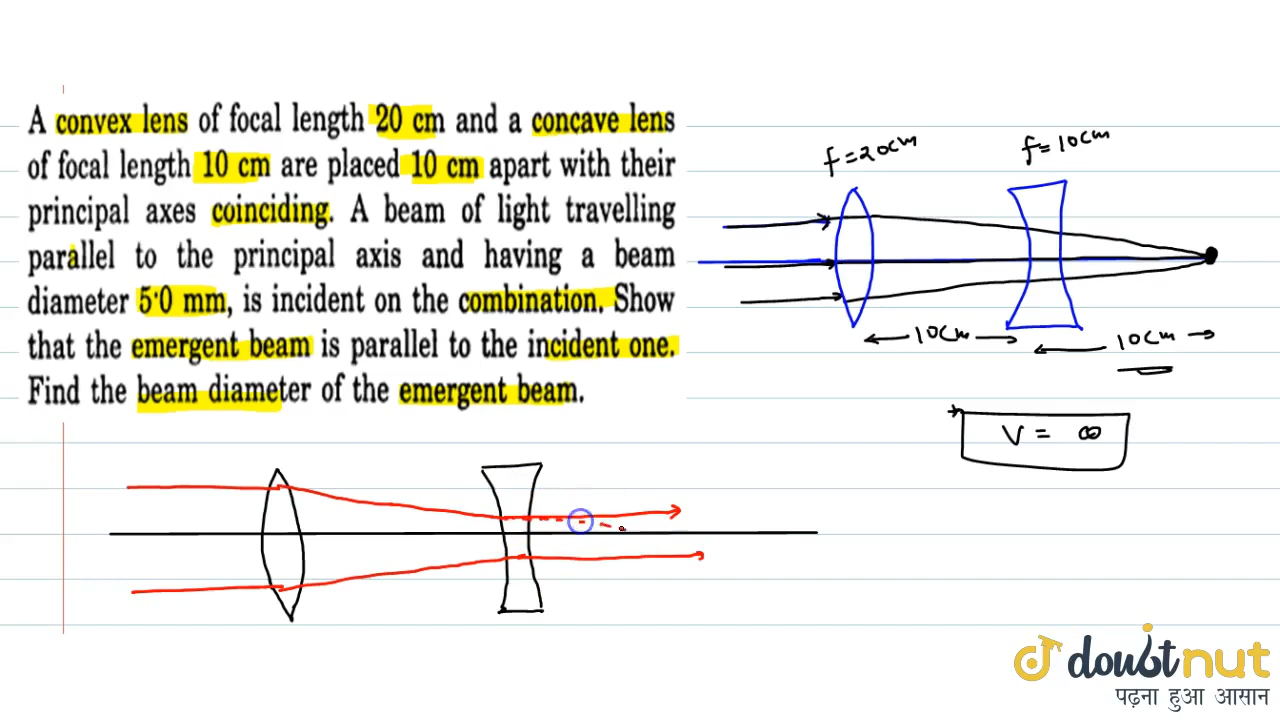 A convex lens of focal length 20 cm and a concave lens
of focal length 10 cm are placed 10 cm apart with their
principal axes coinciding. A beam of light travelling
parallel to the principal axis and having a beam
diameter 5·0 mm, is incident on the combination. Show
that the emergent beam is parallel to the incident one.
Find the beam diameter of the emergent beam.
f=20cm
f=10cm
10cm
10cm
V = ∞
doubtnut
पढ़ना हुआ आसान